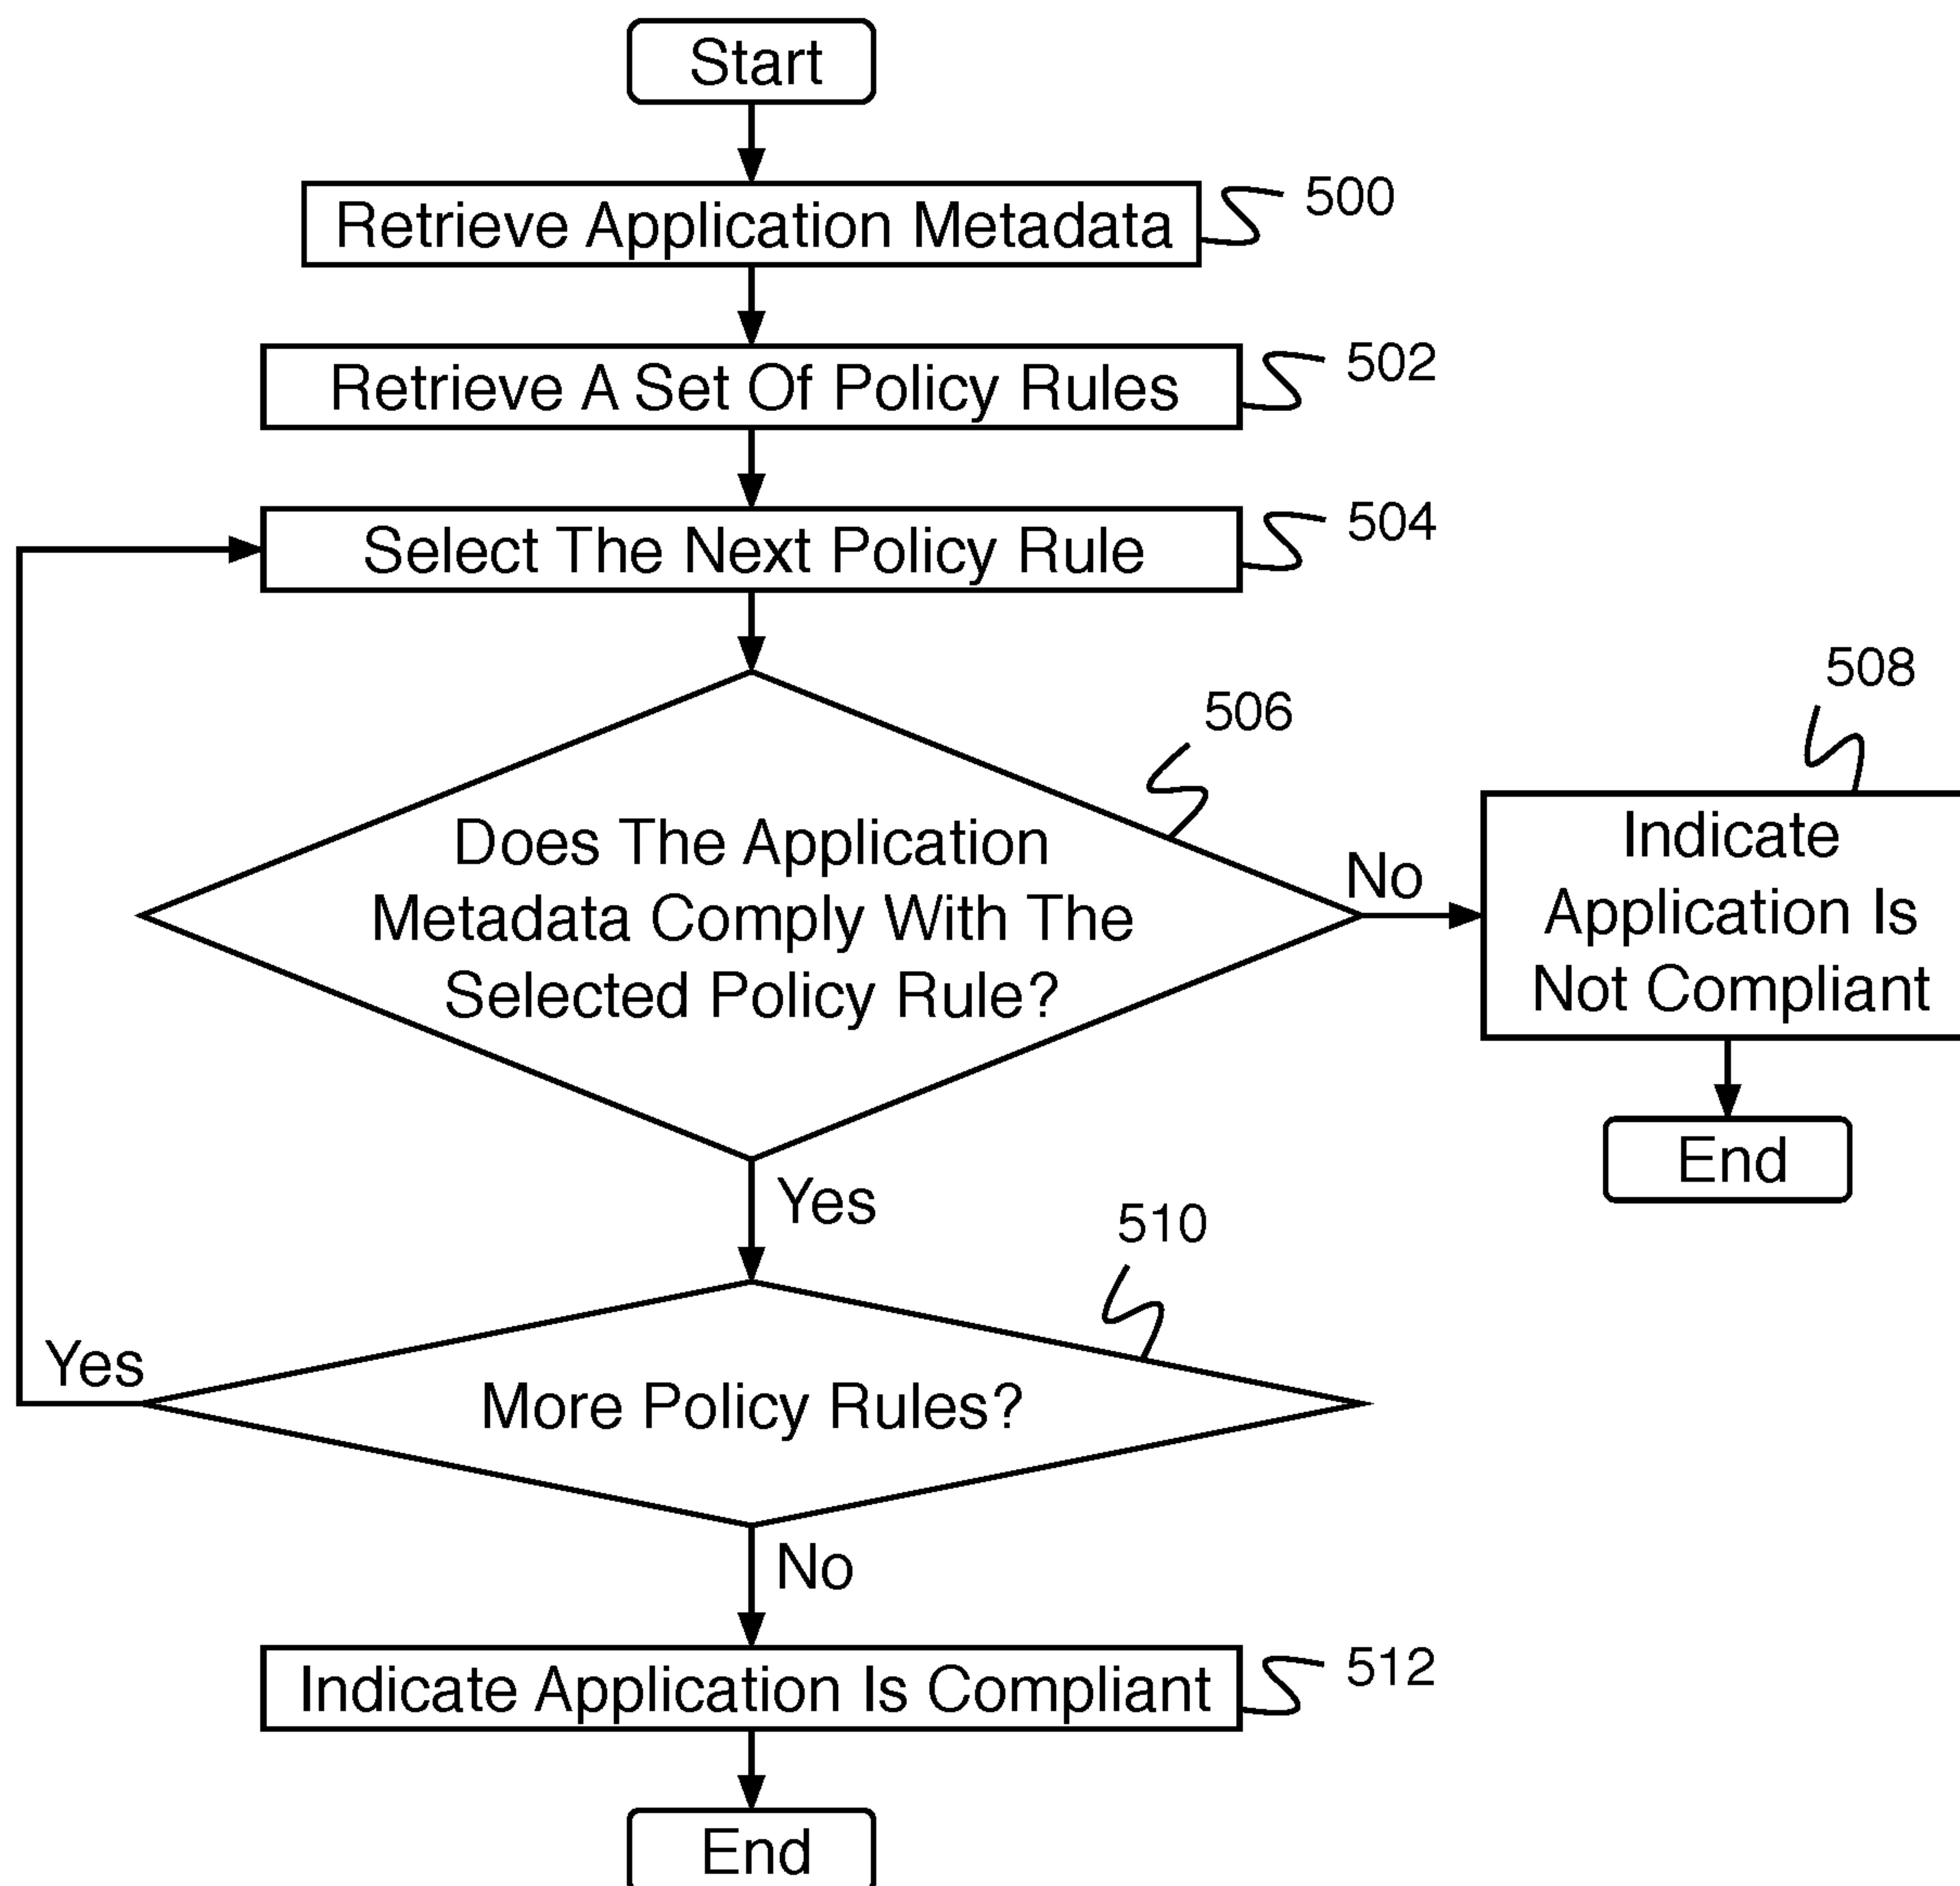 Start
Retrieve Application Metadata
500
Retrieve A Set Of Policy Rules
502
Select The Next Policy Rule
504
506
508
Does The Application
Metadata Comply With The
Selected Policy Rule?
No
Indicate
Application Is
Not Compliant
End
Yes
510
More Policy Rules?
Yes
No
Indicate Application Is Compliant
512
End